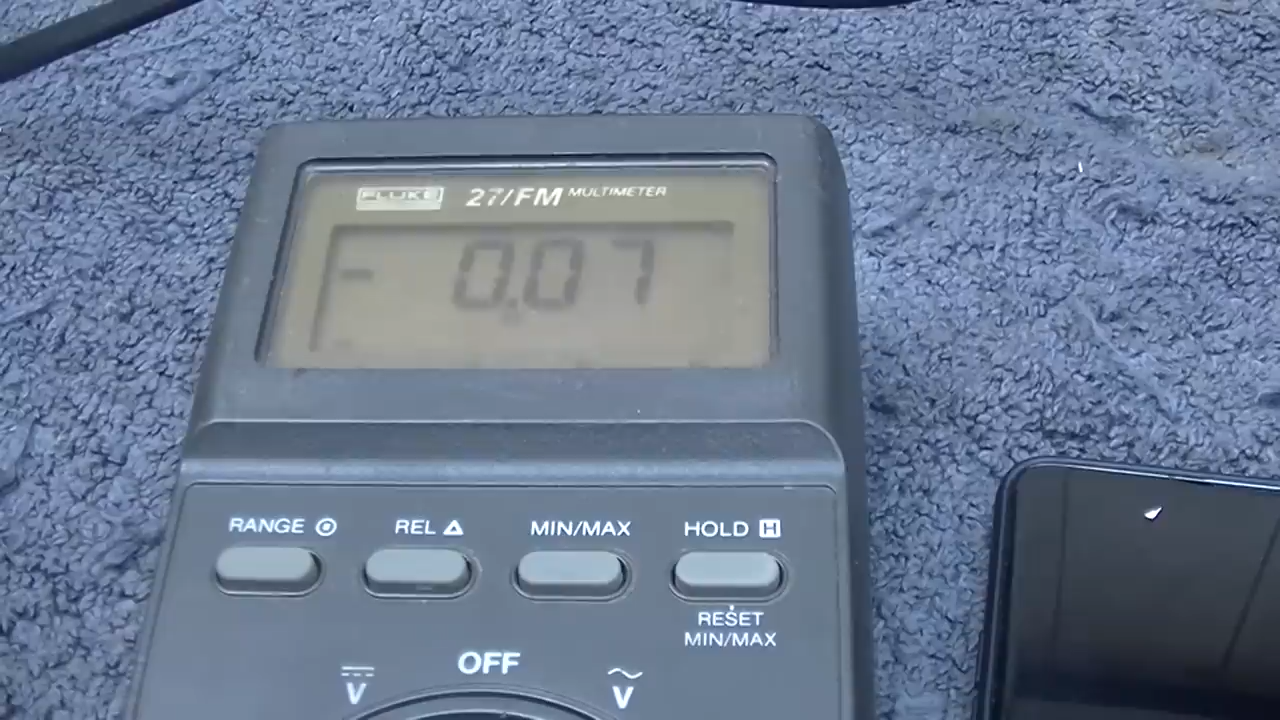 FLUKE 27/FM MULTIMETER
- 0.07
RANGE REL MIN/MAX HOLD H
RESET
MIN/MAX
OFF
V V